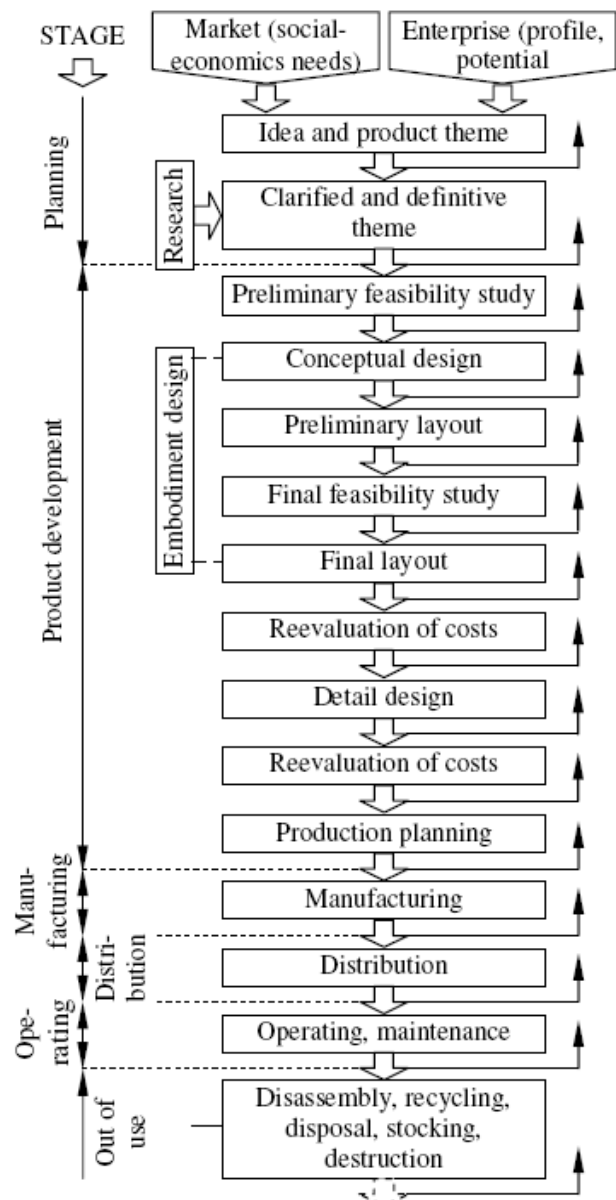 STAGE
Market (social-
economics needs)
Enterprise (profile,
potential
Planning
Research
Idea and product theme
Clarified and definitive
theme
Product development
Preliminary feasibility study
Embodiment design
Conceptual design
Preliminary layout
Final feasibility study
Final layout
Reevaluation of costs
Detail design
Reevaluation of costs
Production planning
Manu-
facturing
Manufacturing
Distri-
bution
Distribution
Ope-
rating
Operating, maintenance
Out of
use
Disassembly, recycling,
disposal, stocking,
destruction